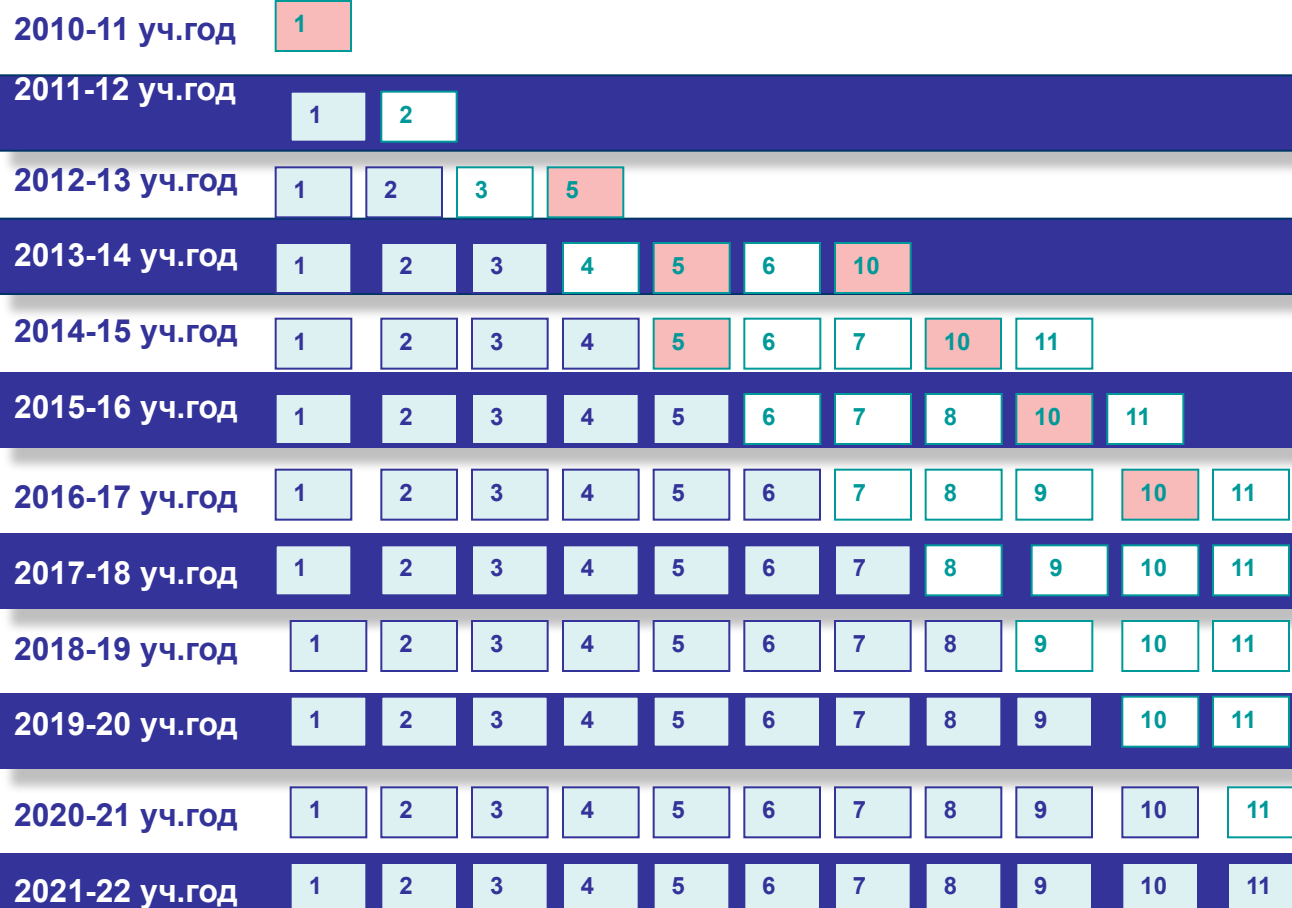 2010-11 уч.год 1
2011-12 уч.год 1 2
2012-13 уч.год 1 2 3 5
2013-14 уч.год 1 2 3 4 5 6 10
2014-15 уч.год 1 2 3 4 5 6 7 10 11
2015-16 уч.год 1 2 3 4 5 6 7 8 10 11
2016-17 уч.год 1 2 3 4 5 6 7 8 9 10 11
2017-18 уч.год 1 2 3 4 5 6 7 8 9 10 11
2018-19 уч.год 1 2 3 4 5 6 7 8 9 10 11
2019-20 уч.год 1 2 3 4 5 6 7 8 9 10 11
2020-21 уч.год 1 2 3 4 5 6 7 8 9 10 11
2021-22 уч.год 1 2 3 4 5 6 7 8 9 10 11